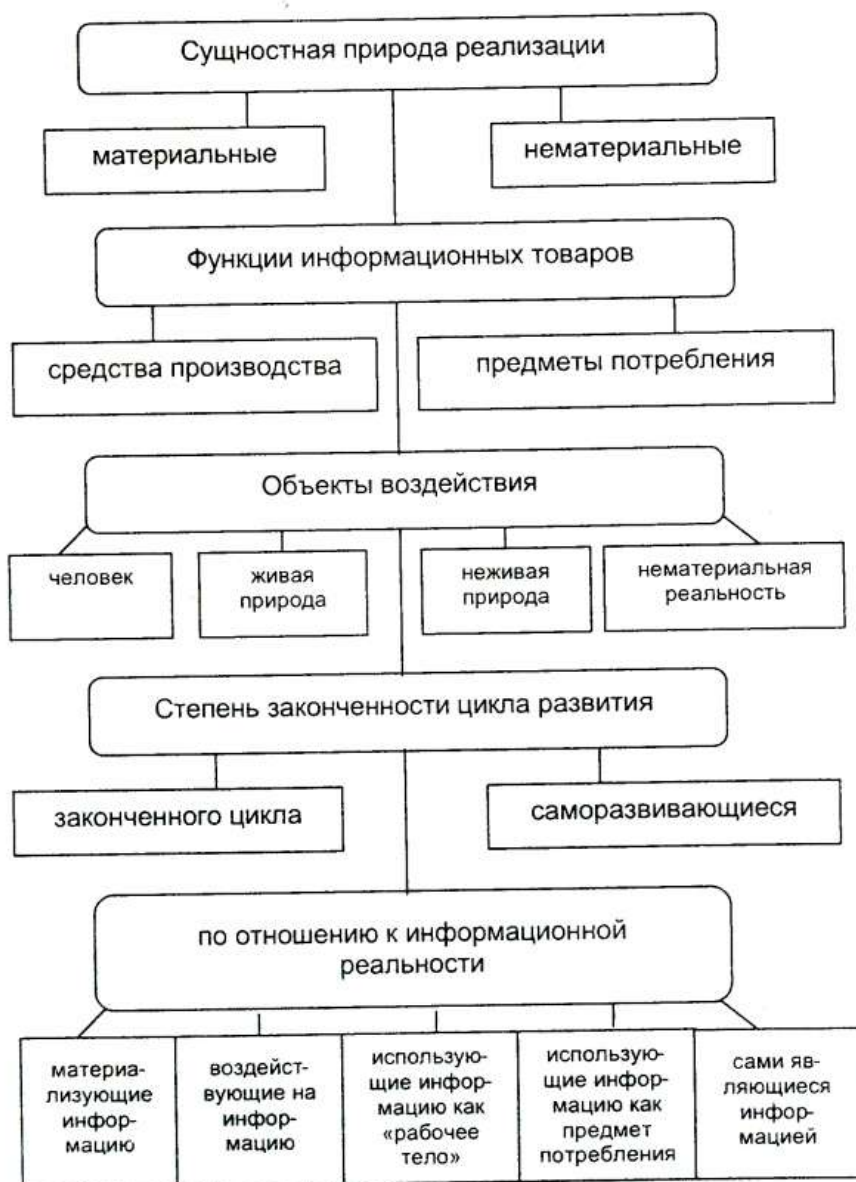 Сущностная природа реализации
материальные
нематериальные
Функции информационных товаров
средства производства
предметы потребления
Объекты воздействия
человек
живая
природа
неживая
природа
нематериальная
реальность
Степень законченности цикла развития
законченного цикла
саморазвивающиеся
по отношению к информационной
реальности
материа-
лизующие
инфор-
мацию
воздейст-
вующие на
инфор-
мацию
использую-
щие инфор-
мацию как
«рабочее
тело»
использую-
щие инфор-
мацию как
предмет
потребления
сами яв-
ляющиеся
инфор-
мацией